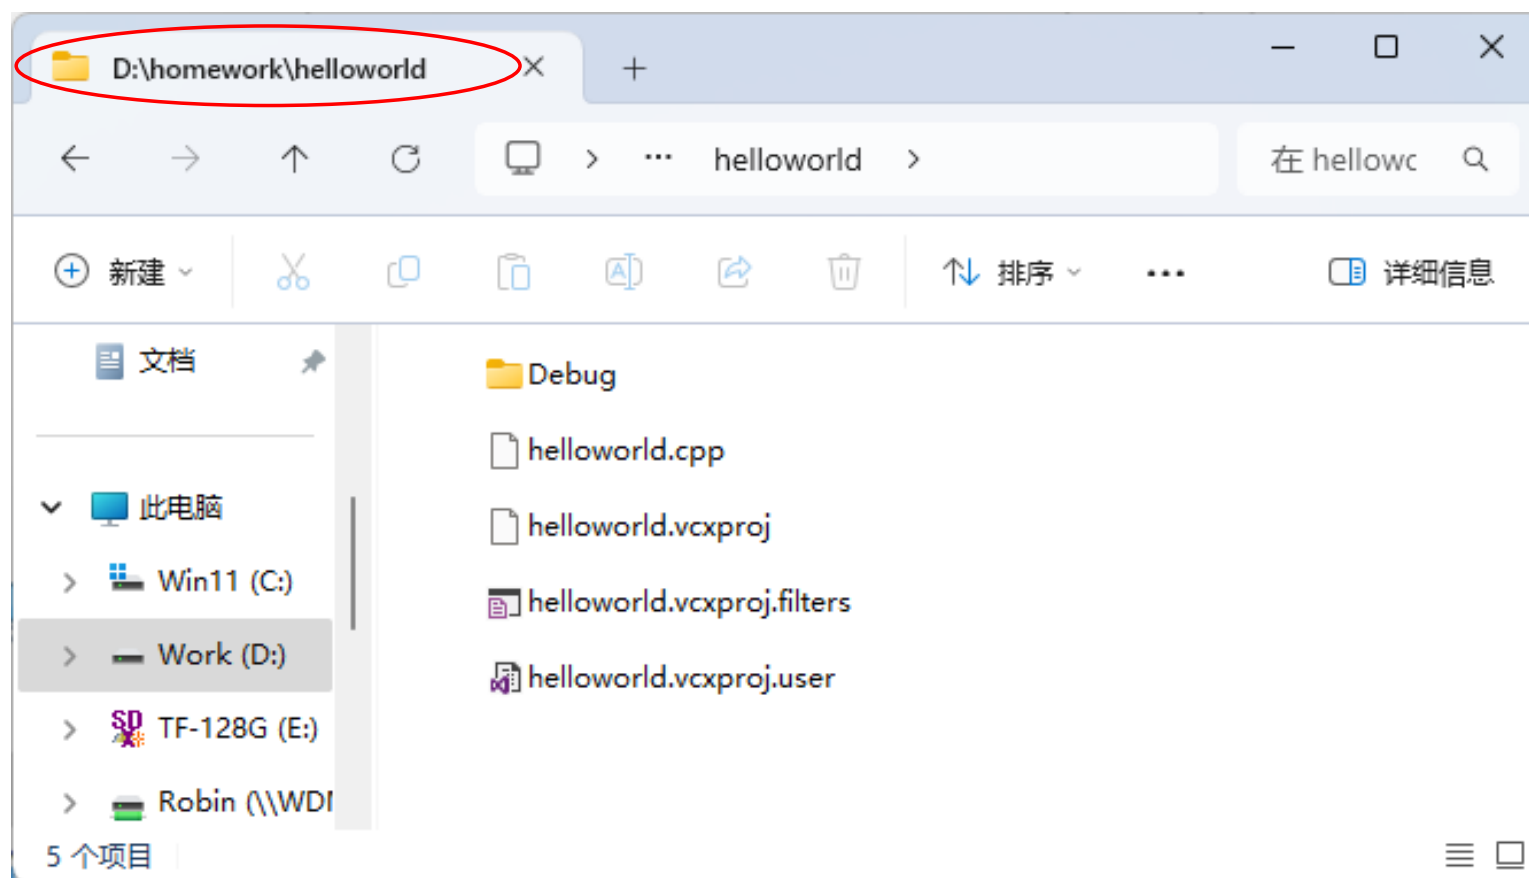 D:\homework\helloworld
helloworld
在 hellowc
新建
排序
详细信息
文档
此电脑
Win11 (C:)
Work (D:)
TF-128G (E:)
Robin (\\WDM
Debug
helloworld.cpp
helloworld.vcxproj
helloworld.vcxproj.filters
helloworld.vcxproj.user
5 个项目